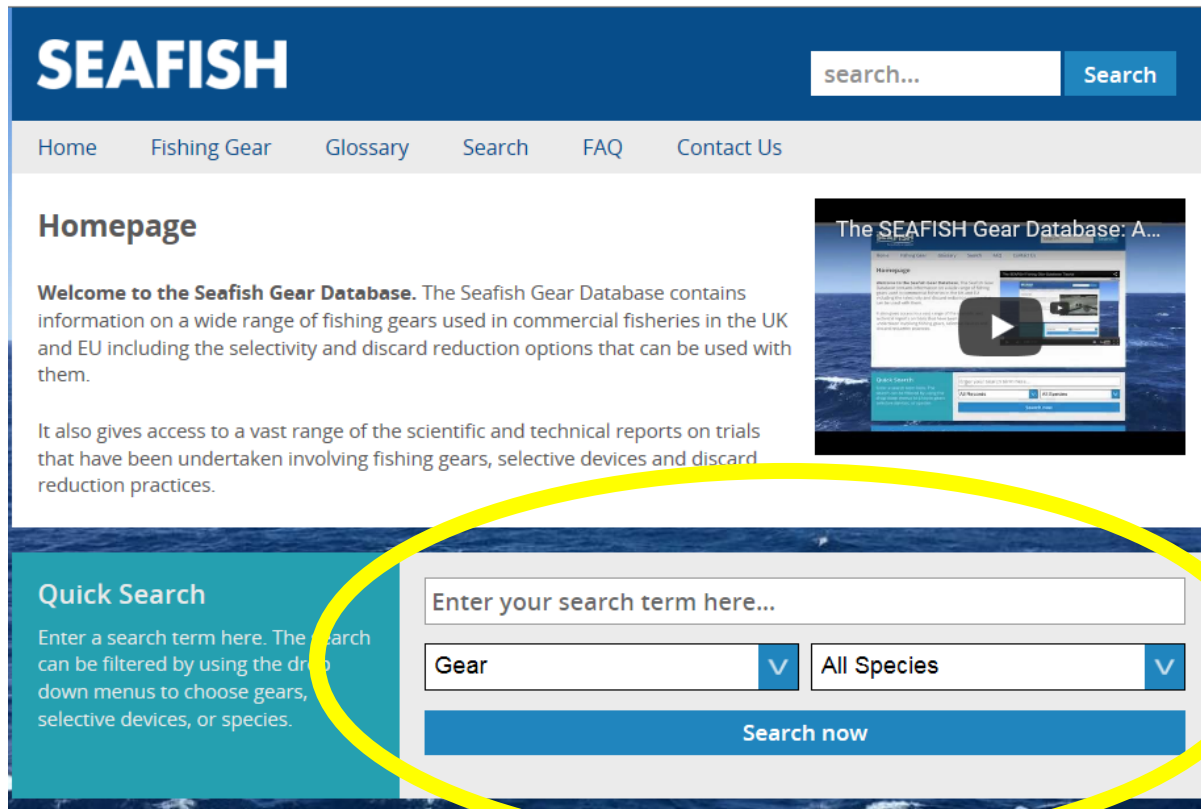 SEAFISH
search...
Search
Home Fishing Gear Glossary Search FAQ Contact Us
Homepage
The SEAFISH Gear Database: A...
Welcome to the Seafish Gear Database. The Seafish Gear Database contains
information on a wide range of fishing gears used in commercial fisheries in the UK
and EU including the selectivity and discard reduction options that can be used with
them.
It also gives access to a vast range of the scientific and technical reports on trials
that have been undertaken involving fishing gears, selective devices and discard
reduction practices.
Quick Search
Enter a search term here. The search
can be filtered by using the drop
down menus to choose gears,
selective devices, or species.
Enter your search term here...
Gear
All Species
Search now